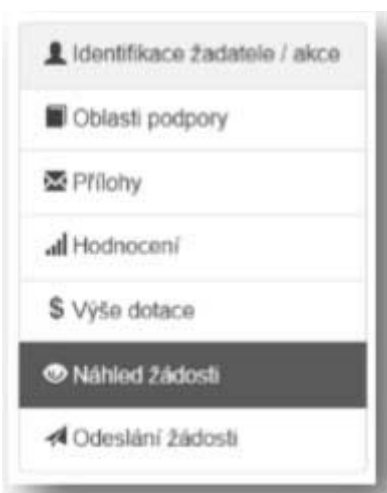 Identifikace žadatele / akce
Oblasti podpory
Přílohy
Hodnocení
$ Výše dotace
Náhled žádosti
Odeslání žádosti